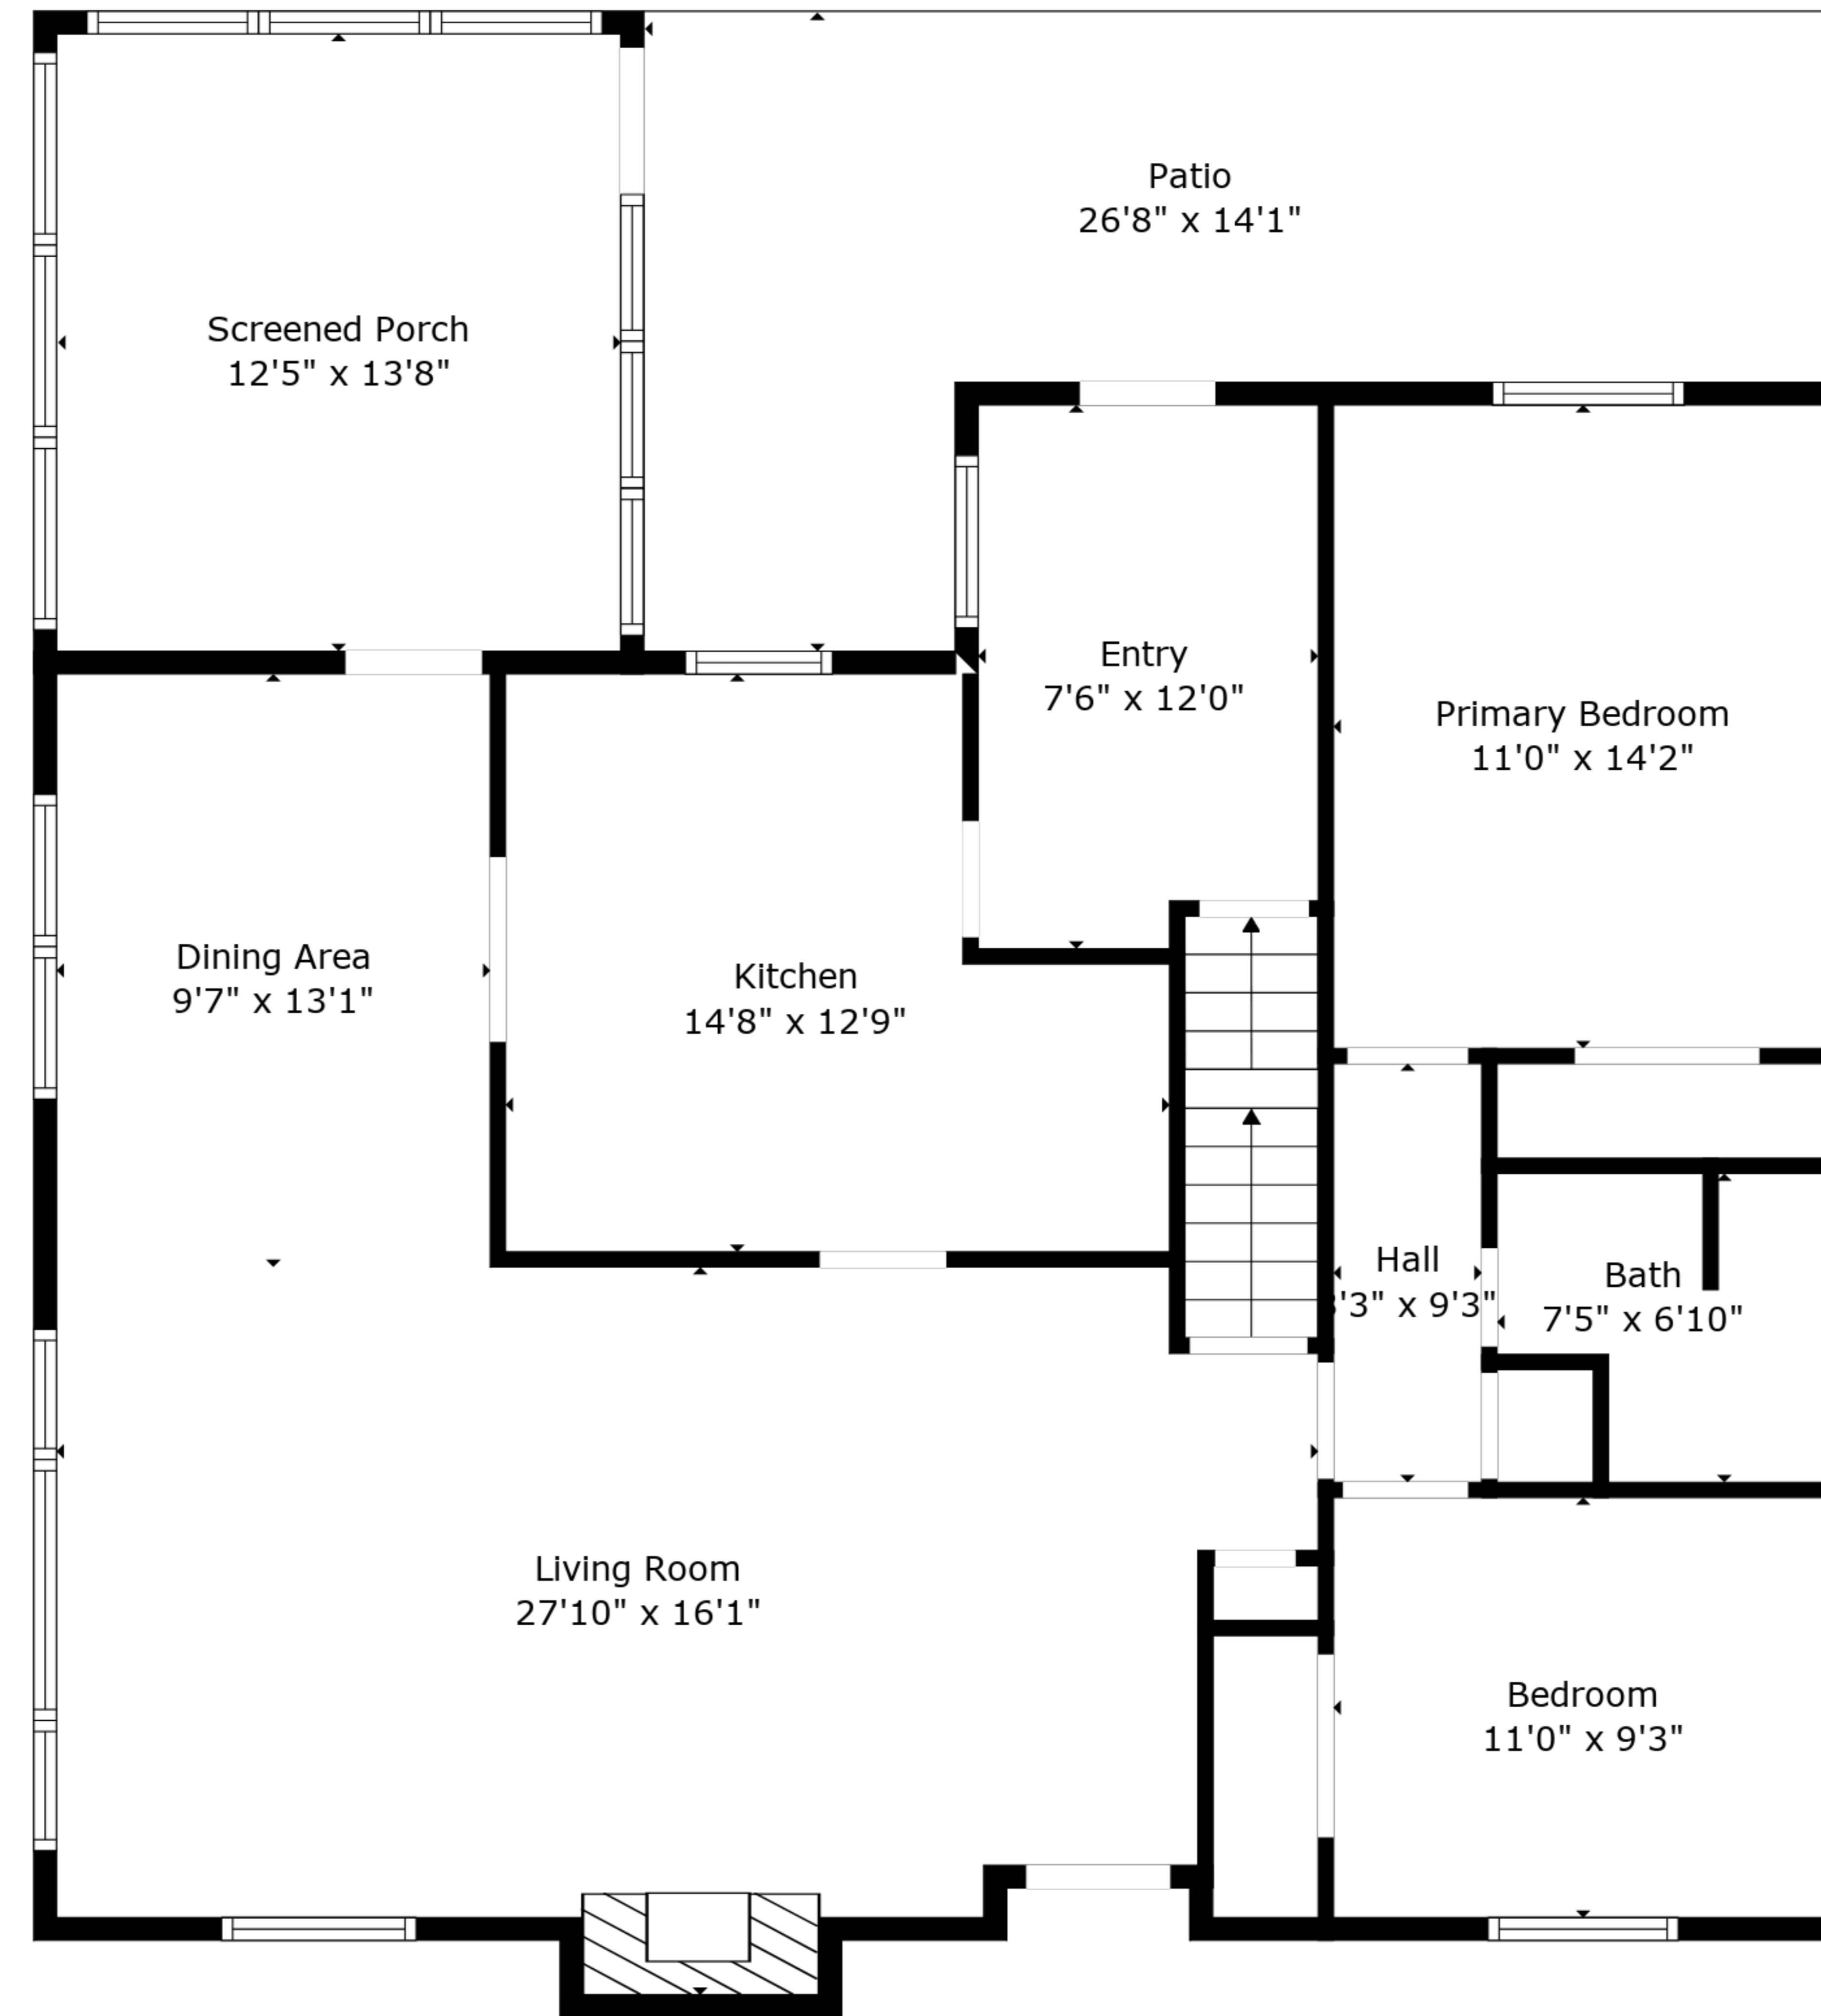 Patio
26'8" x 14'1"
Screened Porch
12'5" x 13'8"
Entry
7'6" x 12'0"
Primary Bedroom
11'0" x 14'2"
Dining Area
9'7" x 13'1"
Kitchen
14'8" x 12'9"
Hall
'3" x 9'3"
Bath
7'5" x 6'10"
Living Room
27'10" x 16'1"
Bedroom
11'0" x 9'3"